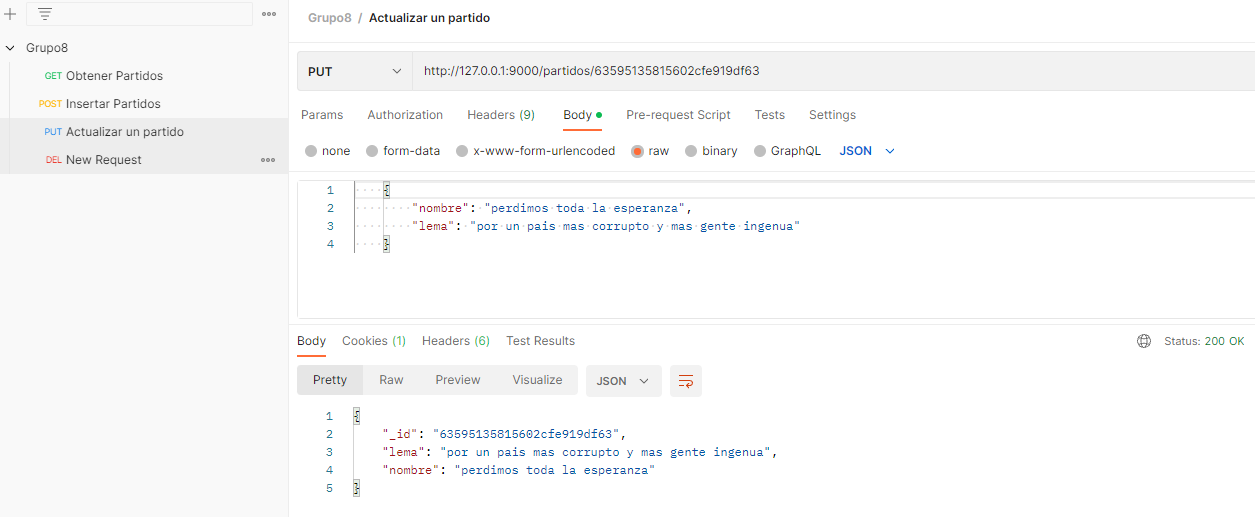 Grupo8 / Actualizar un partido
Grupo8
GET Obtener Partidos
POST Insertar Partidos
PUT Actualizar un partido
DEL New Request
PUT http://127.0.0.1:9000/partidos/63595135815602cfe919df63
Params Authorization Headers (9) Body Pre-request Script Tests Settings
none form-data x-www-form-urlencoded raw binary GraphQL JSON
1 {
2 "nombre": "perdimos toda la esperanza",
3 "lema": "por un pais mas corrupto y mas gente ingenua"
4 }
Body Cookies (1) Headers (6) Test Results Status: 200 OK
Pretty Raw Preview Visualize JSON
1 {
2 "_id": "63595135815602cfe919df63",
3 "lema": "por un pais mas corrupto y mas gente ingenua",
4 "nombre": "perdimos toda la esperanza"
5 }